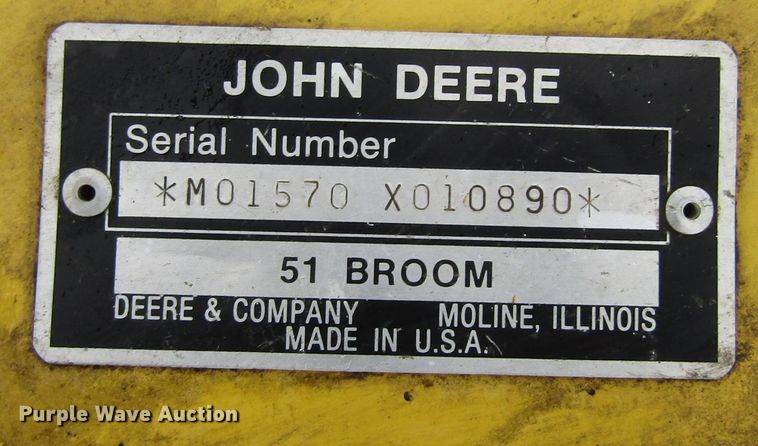 JOHN DEERE
Serial Number
*M01570 X010890*
51 BROOM
DEERE & COMPANY MOLINE, ILLINOIS
MADE IN U.S.A.
Purple Wave Auction